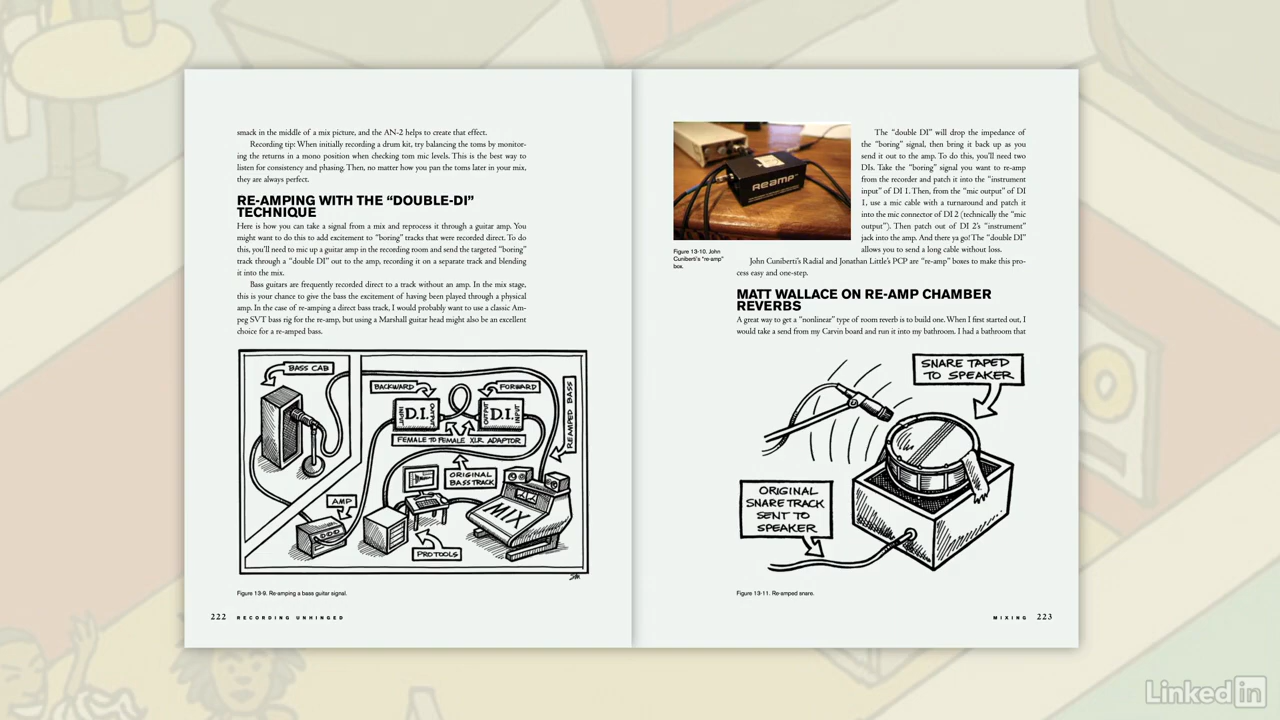 smack in the middle of a mix picture, and the AN-2 helps to create that effect.
Recording tip: When initially recording a drum kit, try balancing the toms by monitor-
ing the returns in a mono position when checking tom mic levels. This is the best way to
listen for consistency and phasing. Then, no matter how you pan the toms later in your mix,
they are always perfect.
RE-AMPING WITH THE “DOUBLE-DI”
TECHNIQUE
Here is how you can take a signal from a mix and reprocess it through a guitar amp. You
might want to do this to add excitement to “boring” tracks that were recorded direct. To do
this, you’ll need to mic up a guitar amp in the recording room and send the targeted “boring”
track through a “double DI” out to the amp, recording it on a separate track and blending
it into the mix.
Bass guitars are frequently recorded direct to a track without an amp. In the mix stage,
this is your chance to give the bass the excitement of having been played through a physical
amp. In the case of re-amping a direct bass track, I would probably want to use a classic Am-
peg SVT bass rig for the re-amp, but using a Marshall guitar head might also be an excellent
choice for a re-amped bass.
BASS CAB
BACKWARD
FORWARD
INPUT
D.I.
OUTPUT
OUTPUT
D.I.
INPUT
REAMPED BASS
FEMALE TO FEMALE XLR ADAPTOR
ORIGINAL
BASS TRACK
AMP
MIX
PRO TOOLS
SM
Figure 13-9. Re-amping a bass guitar signal.
222 RECORDING UNHINGED
REAMP
Figure 13-10. John
Cuniberti’s “re-amp”
box.
The “double DI” will drop the impedance of
the “boring” signal, then bring it back up as you
send it out to the amp. To do this, you’ll need two
DIs. Take the “boring” signal you want to re-amp
from the recorder and patch it into the “instrument
input” of DI 1. Then, from the “mic output” of DI
1, use a mic cable with a turnaround and patch it
into the mic connector of DI 2 (technically the “mic
output”). Then patch out of DI 2’s “instrument”
jack into the amp. And there ya go! The “double DI”
allows you to send a long cable without loss.
John Cuniberti’s Radial and Jonathan Little’s PCP are “re-amp” boxes to make this pro-
cess easy and one-step.
MATT WALLACE ON RE-AMP CHAMBER
REVERBS
A great way to get a “nonlinear” type of room reverb is to build one. When I first started out, I
would take a send from my Carvin board and run it into my bathroom. I had a bathroom that
SNARE TAPED
TO SPEAKER
ORIGINAL
SNARE TRACK
SENT TO
SPEAKER
Figure 13-11. Re-amped snare.
MIXING 223
LinkedIn